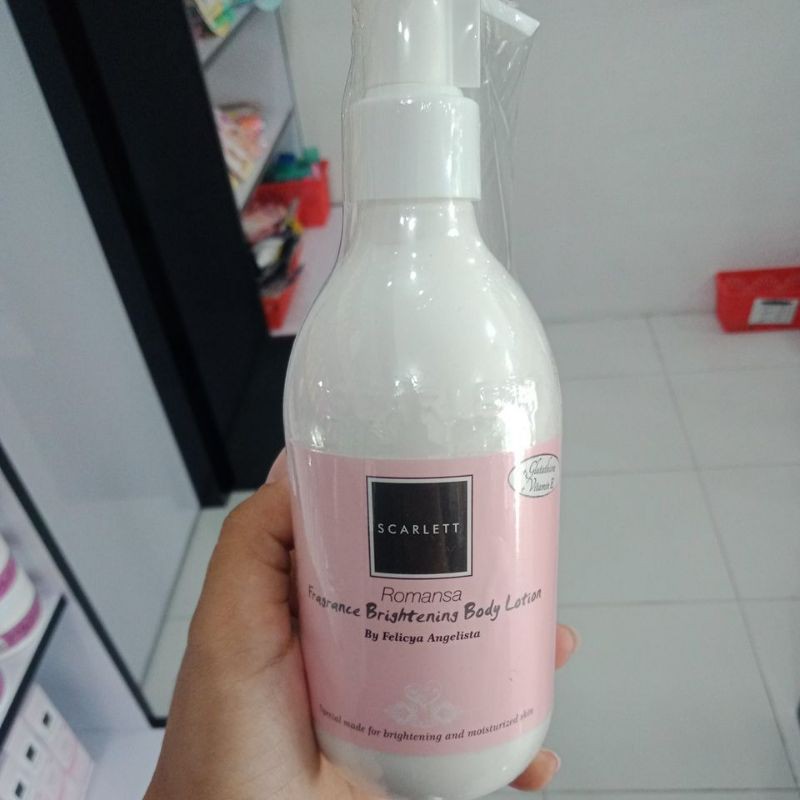 Glutathione
& Vitamin E
SCARLETT
Romansa
Fragrance Brightening Body Lotion
By Felicya Angelista
Special made for brightening and moisturized skin